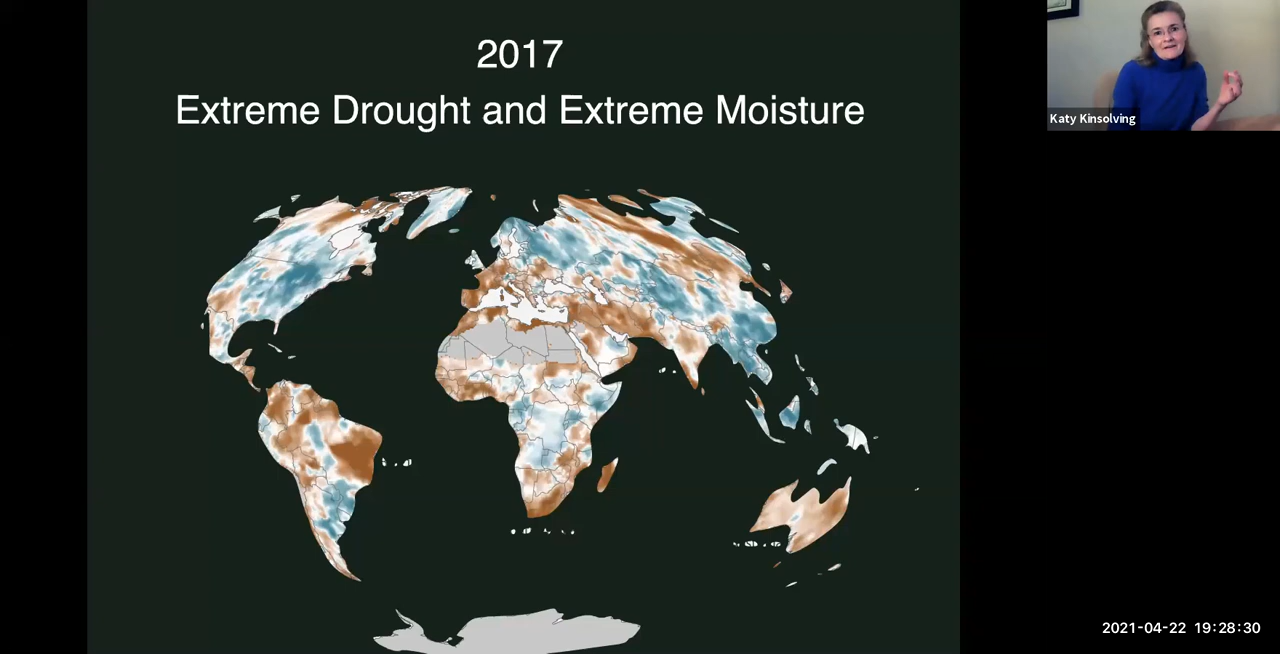 2017
Extreme Drought and Extreme Moisture
Katy Kinsolving
2021-04-22 19:28:30